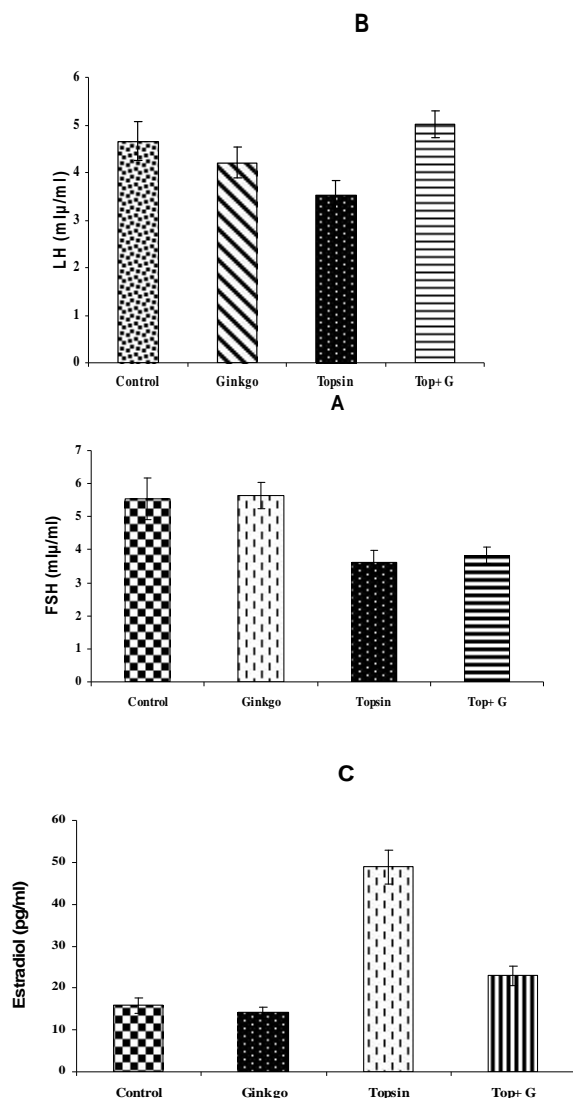 B
6
5
4
3
2
1
0
LH (mIµ/ml)
Control Ginkgo Topsin Top+ G
A
7
6
5
4
3
2
1
0
FSH (mIµ/ml)
Control Ginkgo Topsin Top+ G
C
60
50
40
30
20
10
0
Estradiol (pg/ml)
Control Ginkgo Topsin Top+ G